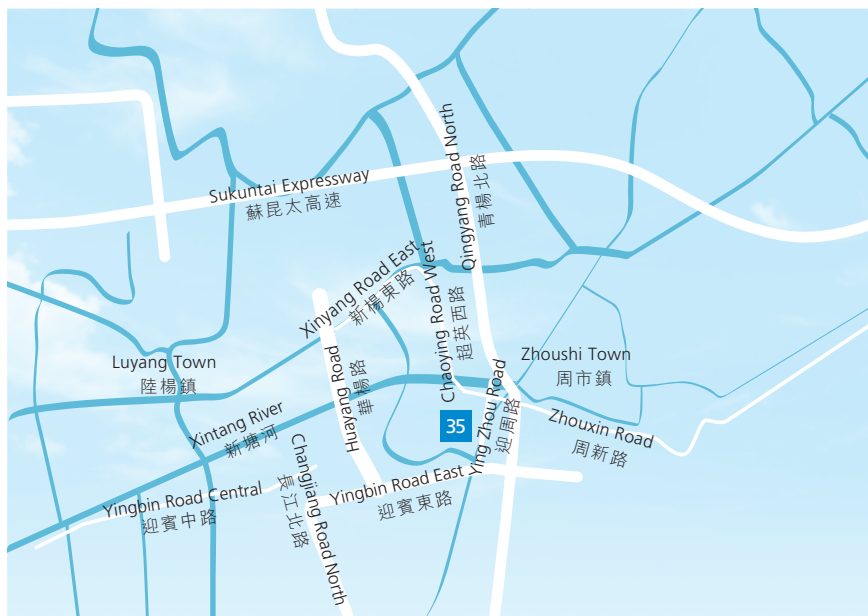 Sukuntai Expressway
蘇昆太高速
Qingyang Road North
青楊北路
Xinyang Road East
新楊東路
Chaoying Road West
超英西路
Luyang Town
陸楊鎮
Huayang Road
華楊路
Zhoushi Town
周市鎮
Xintang River
新塘河
35
Ying Zhou Road
迎周路
Zhouxin Road
周新路
Changjiang Road North
長江北路
Yingbin Road Central
迎賓中路
Yingbin Road East
迎賓東路